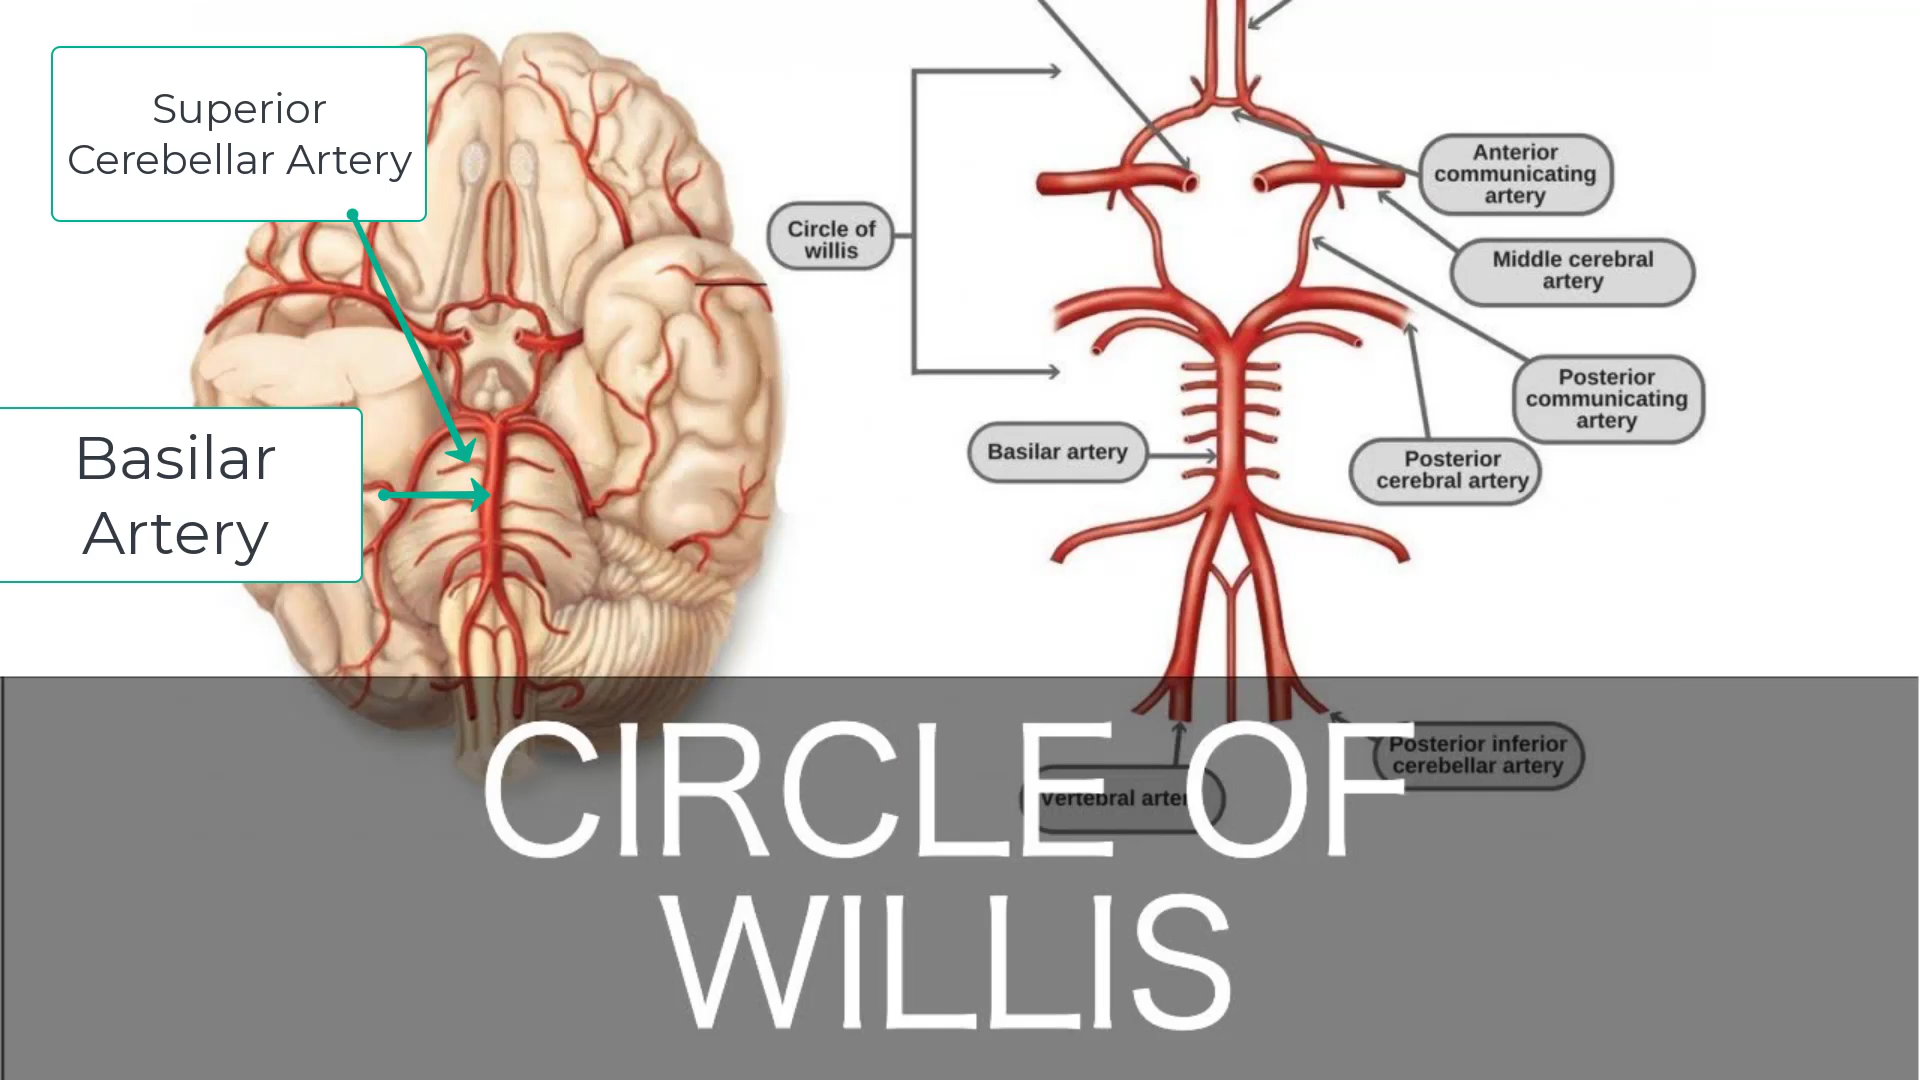 Superior
Cerebellar Artery
Basilar
Artery
Circle of
willis
Anterior
communicating
artery
Middle cerebral
artery
Posterior
communicating
artery
Basilar artery
Posterior
cerebral artery
Posterior inferior
cerebellar artery
Vertebral
CIRCLE OF
WILLIS